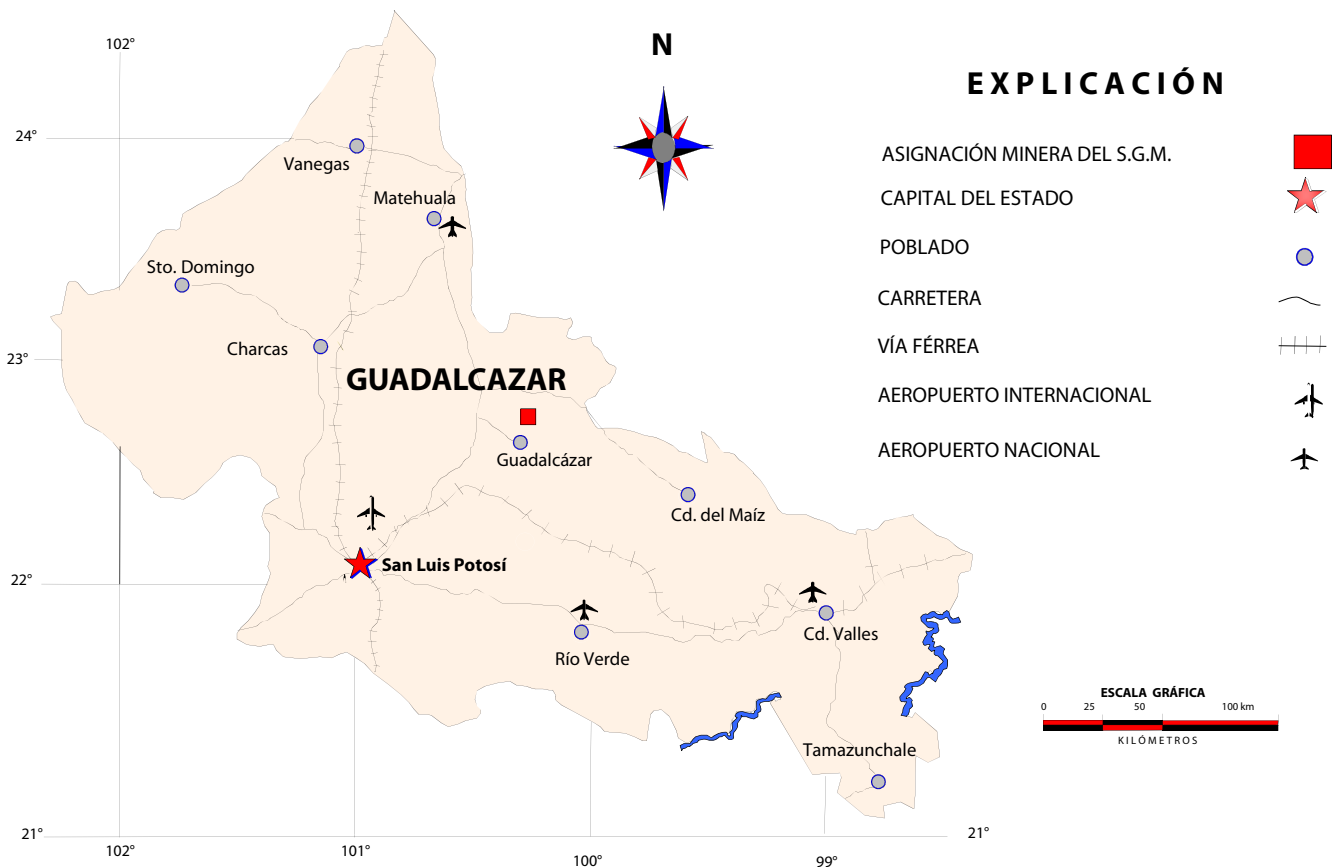 102°
N
EXPLICACIÓN
24°
Vanegas
ASIGNACIÓN MINERA DEL S.G.M.
Matehuala
CAPITAL DEL ESTADO
POBLADO
Sto. Domingo
CARRETERA
Charcas
VÍA FÉRREA
23°
GUADALCAZAR
AEROPUERTO INTERNACIONAL
Guadalcázar
AEROPUERTO NACIONAL
Cd. del Maíz
San Luis Potosí
22°
Cd. Valles
Río Verde
ESCALA GRÁFICA
0 25 50 100 km
KILÓMETROS
Tamazunchale
21°
21°
102°
101°
100°
99°